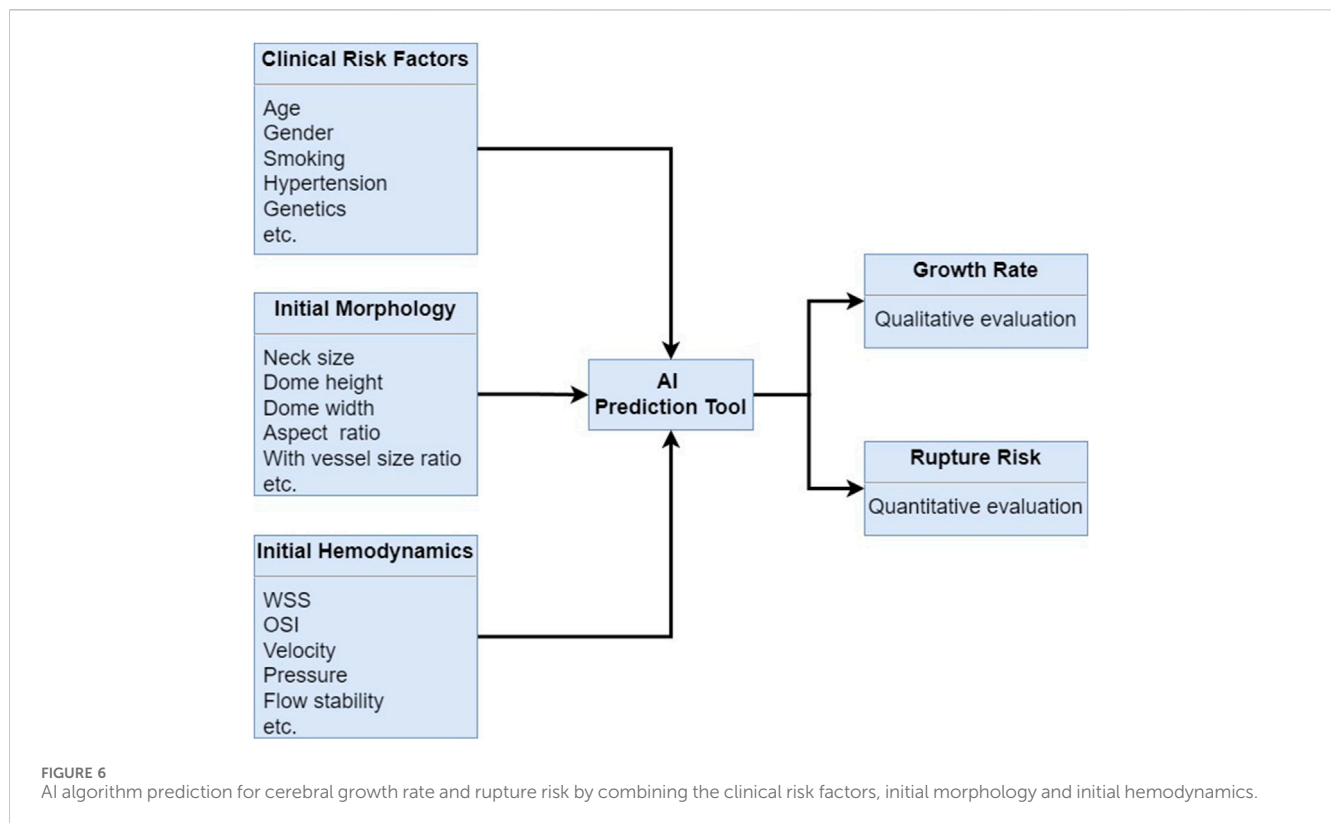 Clinical Risk Factors
Age
Gender
Smoking
Hypertension
Genetics
etc.
Initial Morphology
Neck size
Dome height
Dome width
Aspect ratio
With vessel size ratio
etc.
Initial Hemodynamics
WSS
OSI
Velocity
Pressure
Flow stability
etc.
AI
Prediction Tool
Growth Rate
Qualitative evaluation
Rupture Risk
Quantitative evaluation
FIGURE 6
AI algorithm prediction for cerebral growth rate and rupture risk by combining the clinical risk factors, initial morphology and initial hemodynamics.